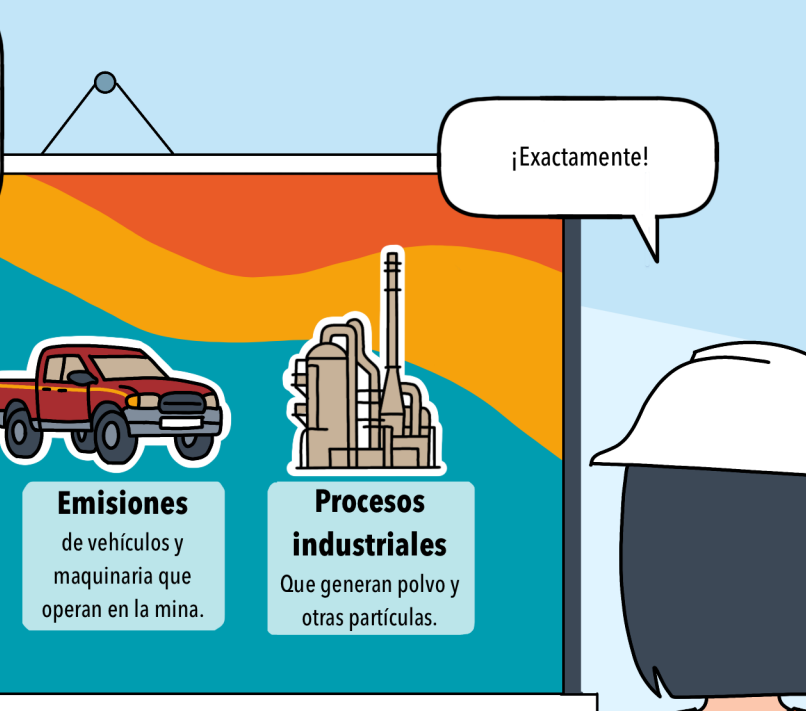 ¡Exactamente!
Emisiones
de vehículos y
maquinaria que
operan en la mina.
Procesos
industriales
Que generan polvo y
otras partículas.